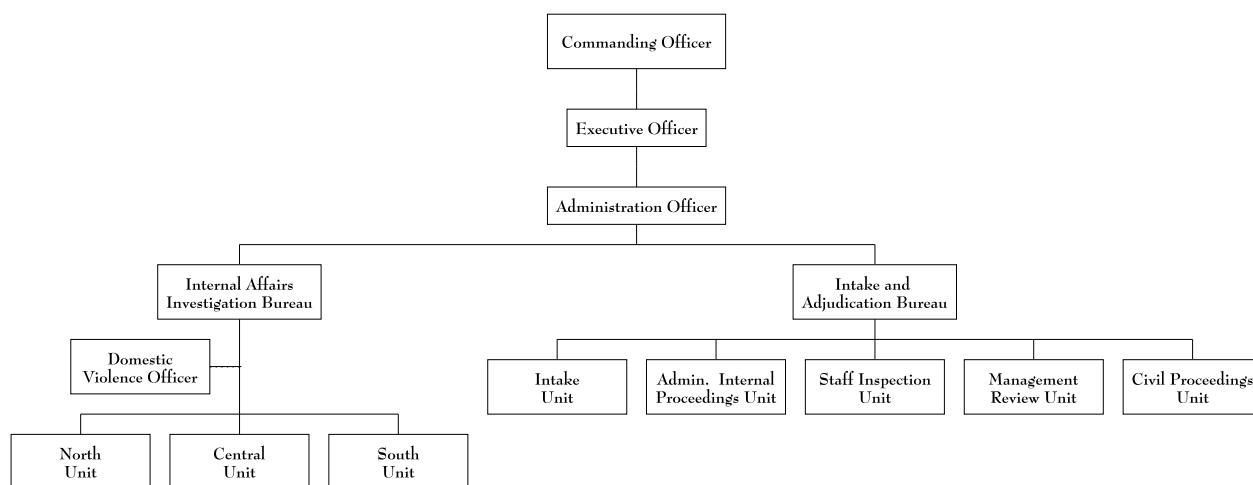 Commanding Officer
Executive Officer
Administration Officer
Internal Affairs
Investigation Bureau
Intake and
Adjudication Bureau
Domestic
Violence Officer
Intake
Unit
Admin. Internal
Proceedings Unit
Staff Inspection
Unit
Management
Review Unit
Civil Proceedings
Unit
North
Unit
Central
Unit
South
Unit